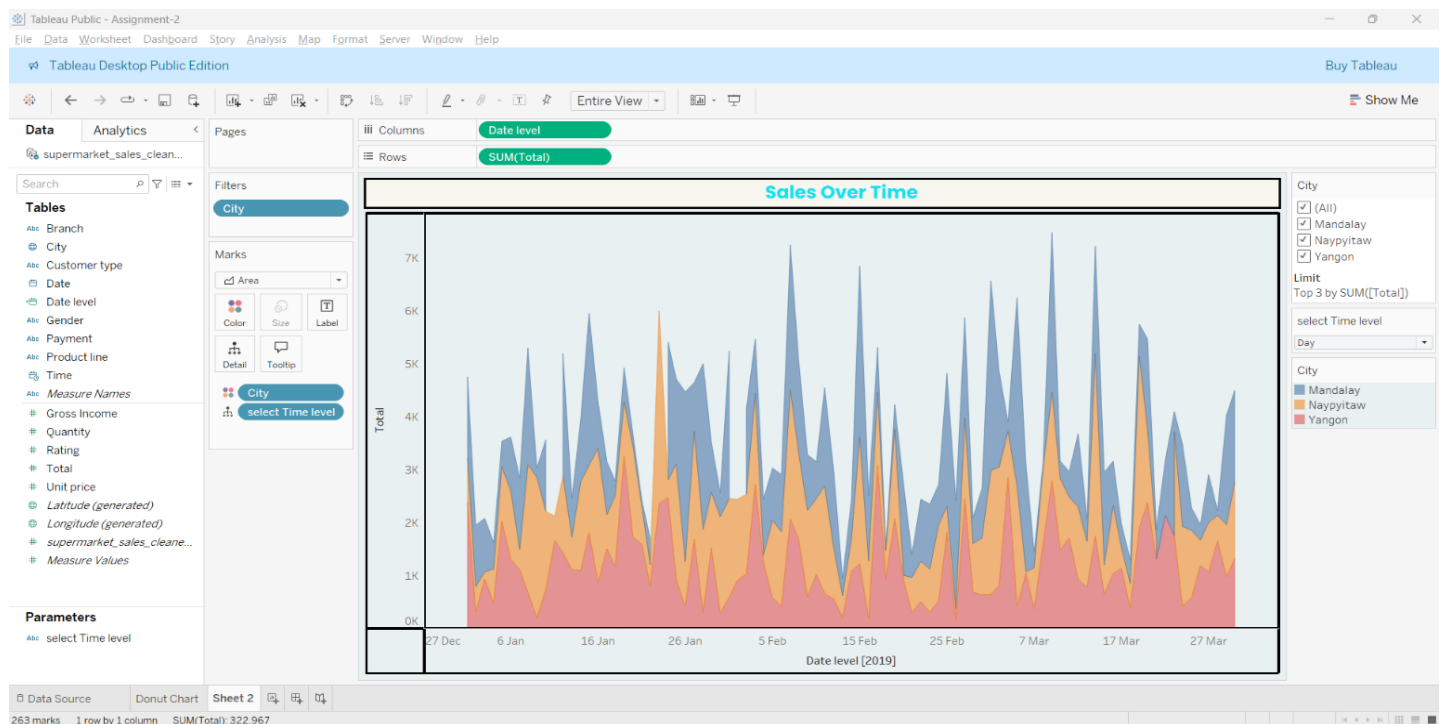 Tableau Public - Assignment-2
File Data Worksheet Dashboard Story Analysis Map Format Server Window Help
Tableau Desktop Public Edition
Buy Tableau
Entire View
Show Me
Data Analytics
supermarket_sales_clean...
Search
Tables
Abc Branch
City
Abc Customer type
Date
Date level
Abc Gender
Abc Payment
Abc Product line
Time
Abc Measure Names
# Gross Income
# Quantity
# Rating
# Total
# Unit price
Latitude (generated)
Longitude (generated)
# supermarket_sales_cleane...
# Measure Values
Parameters
Abc select Time level
Pages
Filters
City
Marks
Area
Color Size Label
Detail Tooltip
City
select Time level
iii Columns
Date level
Rows
SUM(Total)
Sales Over Time
Total
7K
6K
5K
4K
3K
2K
1K
0K
27 Dec 6 Jan 16 Jan 26 Jan 5 Feb 15 Feb 25 Feb 7 Mar 17 Mar 27 Mar
Date level [2019]
City
(All)
Mandalay
Naypyitaw
Yangon
Limit
Top 3 by SUM([Total])
select Time level
Day
City
Mandalay
Naypyitaw
Yangon
Data Source Donut Chart Sheet 2
263 marks 1 row by 1 column SUM(Total): 322,967